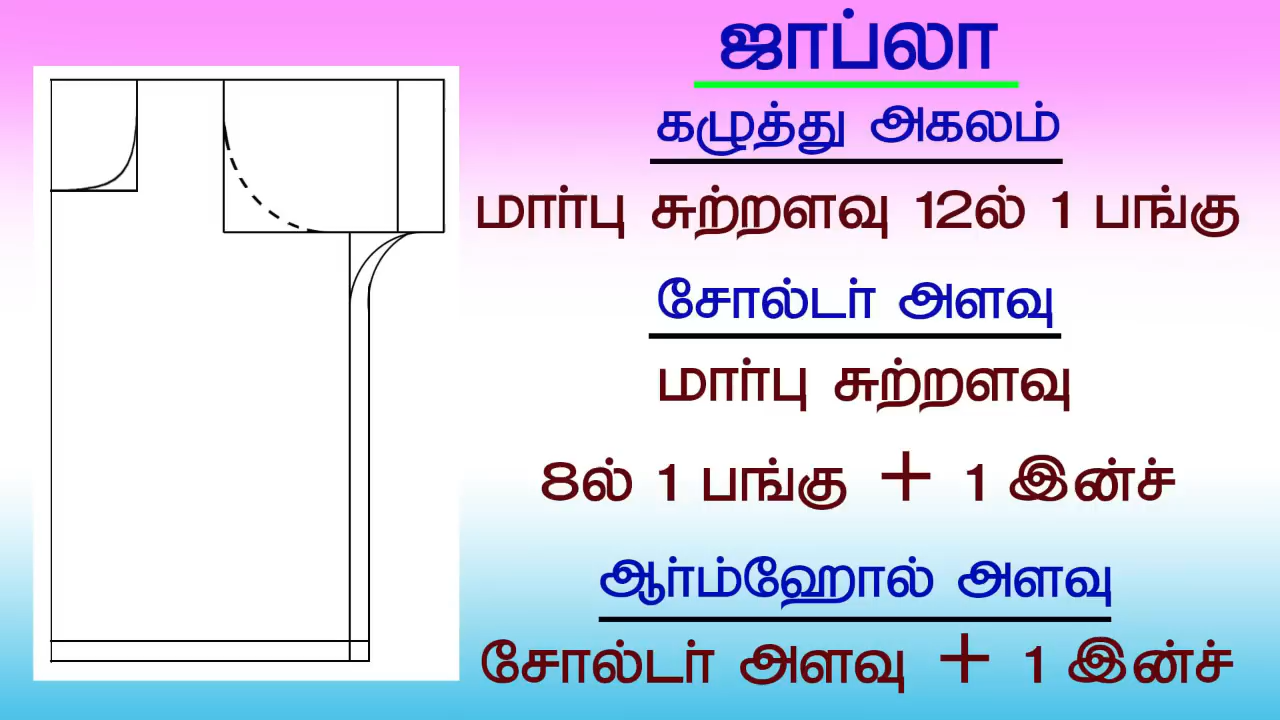 ஜாப்லா
கழுத்து அகலம்
மார்பு சுற்றளவு 12ல் 1 பங்கு
சோல்டர் அளவு
மார்பு சுற்றளவு
8ல் 1 பங்கு + 1 இன்ச்
ஆர்ம்ஹோல் அளவு
சோல்டர் அளவு + 1 இன்ச்